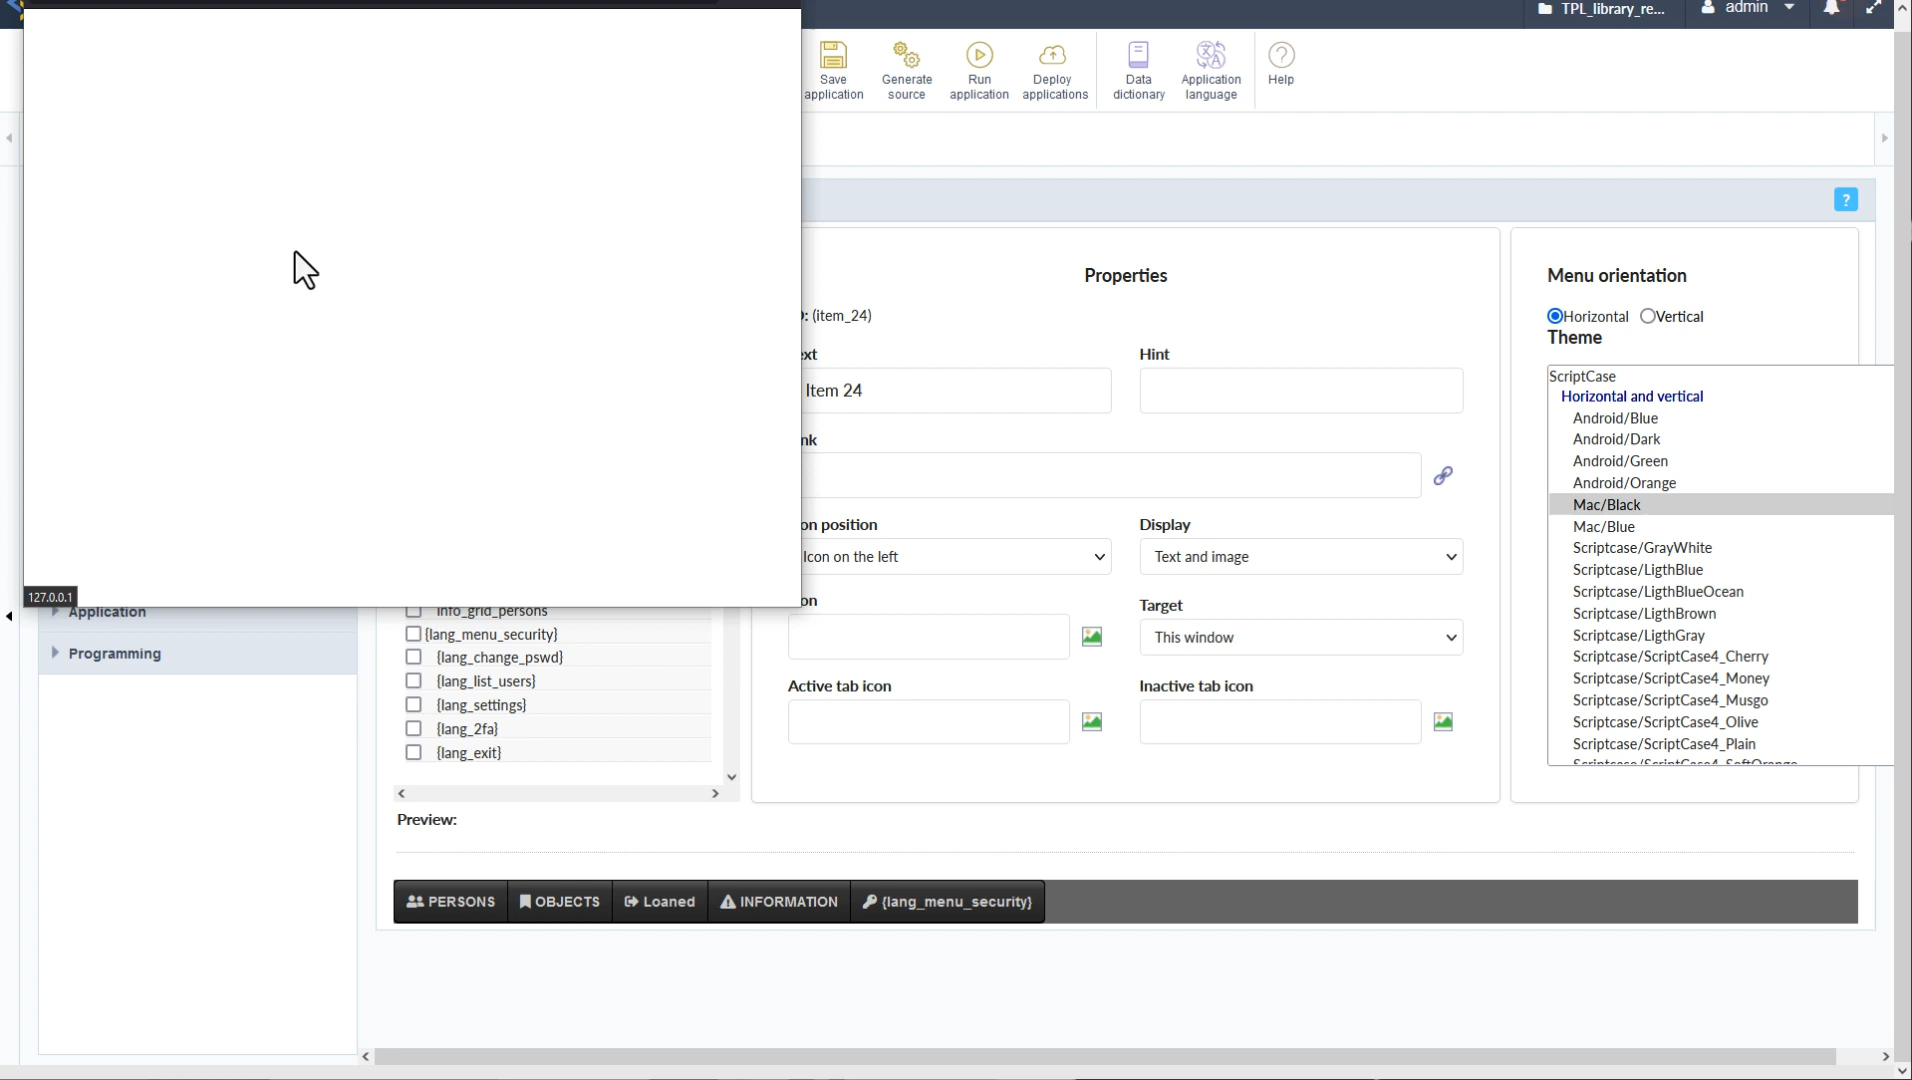 TPL_library_re...
admin
Save application
Generate source
Run application
Deploy applications
Data dictionary
Application language
Help
?
Properties
Menu orientation
: (item_24)
Horizontal
Vertical
Theme
ext
Hint
Item 24
nk
on position
Display
Icon on the left
Text and image
on
Target
This window
Active tab icon
Inactive tab icon
ScriptCase
Horizontal and vertical
Android/Blue
Android/Dark
Android/Green
Android/Orange
Mac/Black
Mac/Blue
Scriptcase/GrayWhite
Scriptcase/LigthBlue
Scriptcase/LigthBlueOcean
Scriptcase/LigthBrown
Scriptcase/LigthGray
Scriptcase/ScriptCase4_Cherry
Scriptcase/ScriptCase4_Money
Scriptcase/ScriptCase4_Musgo
Scriptcase/ScriptCase4_Olive
Scriptcase/ScriptCase4_Plain
Scriptcase/ScriptCase4_SoftOrange
127.0.0.1
Application
Programming
info_grid_persons
{lang_menu_security}
{lang_change_pswd}
{lang_list_users}
{lang_settings}
{lang_2fa}
{lang_exit}
Preview:
PERSONS
OBJECTS
Loaned
INFORMATION
{lang_menu_security}